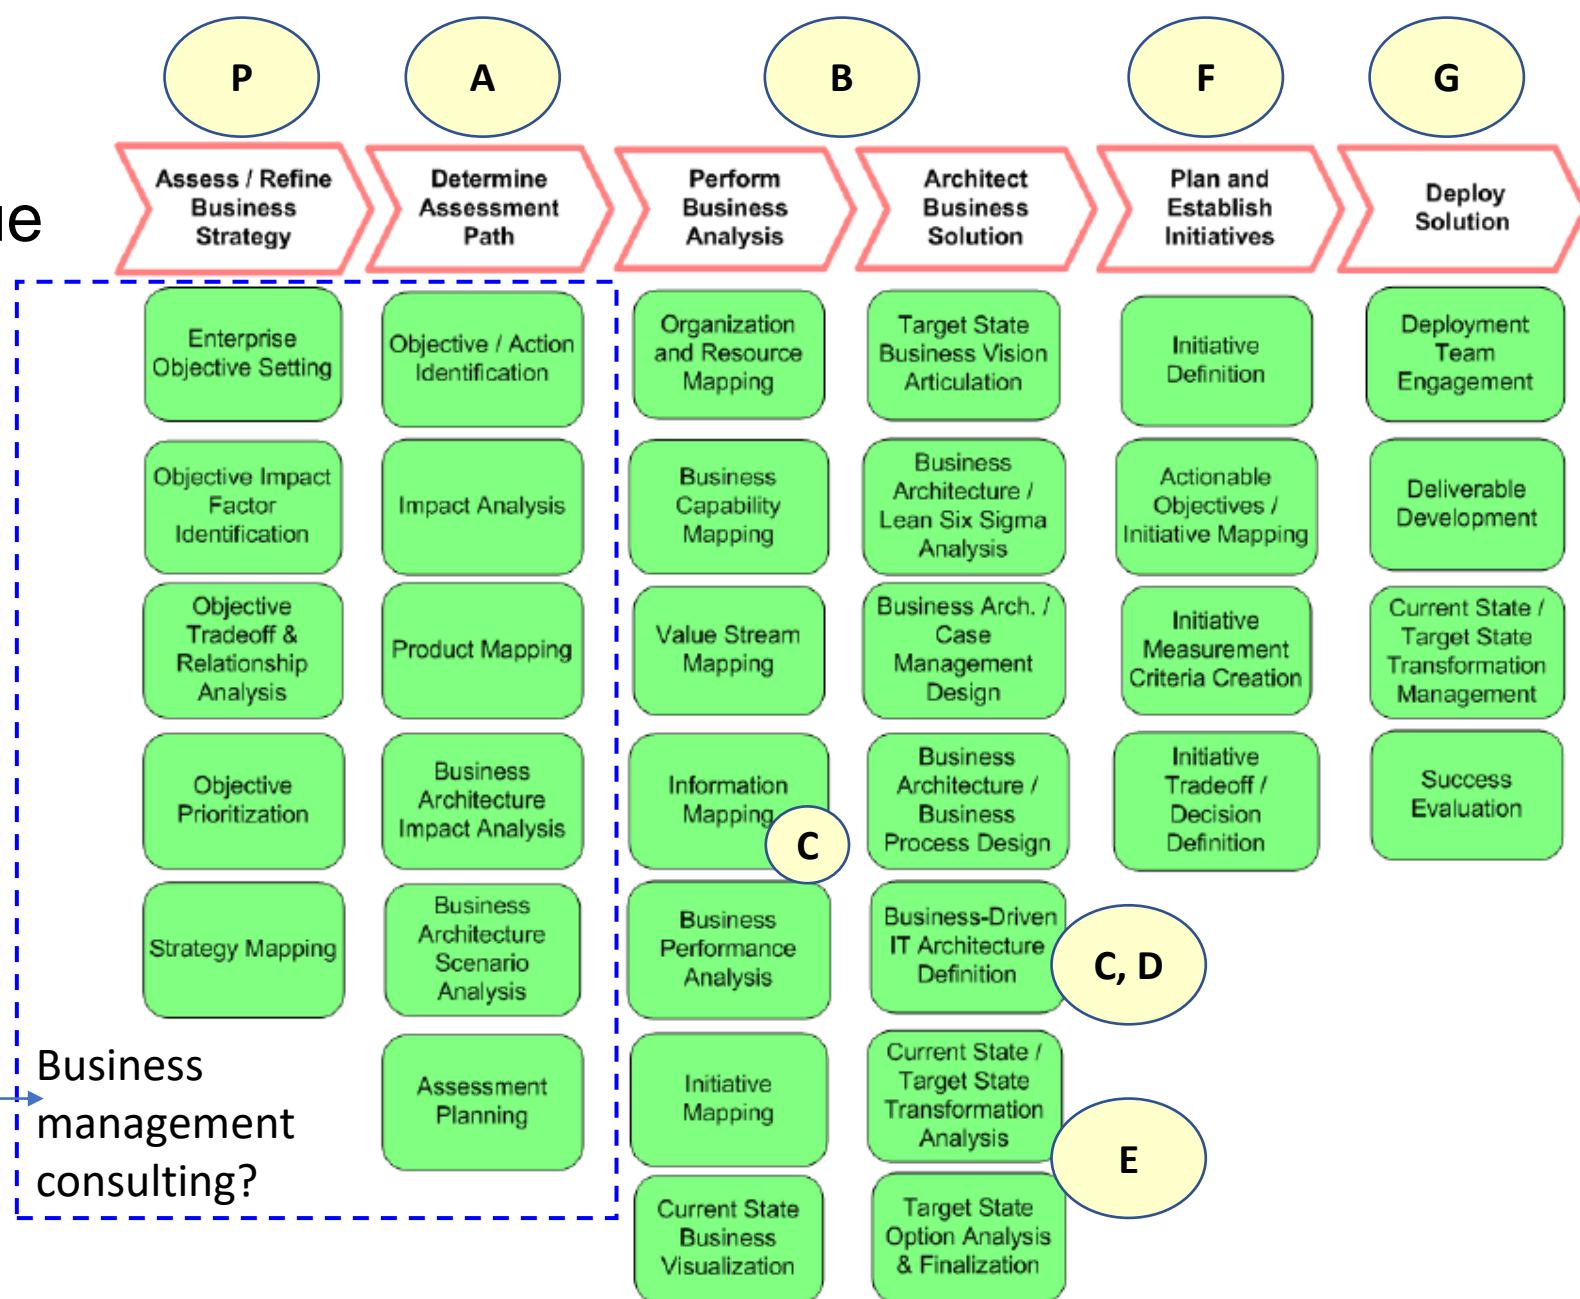 P
A
B
F
G
ue
Assess / Refine
Business
Strategy
Determine
Assessment
Path
Perform
Business
Analysis
Architect
Business
Solution
Plan and
Establish
Initiatives
Deploy
Solution
Enterprise
Objective Setting
Objective Impact
Factor
Identification
Objective
Tradeoff &
Relationship
Analysis
Objective
Prioritization
Strategy Mapping
Objective / Action
Identification
Impact Analysis
Product Mapping
Business
Architecture
Impact Analysis
Business
Architecture
Scenario
Analysis
Assessment
Planning
Organization
and Resource
Mapping
Business
Capability
Mapping
Value Stream
Mapping
Information
Mapping
C
Business
Performance
Analysis
Initiative
Mapping
Current State
Business
Visualization
Target State
Business Vision
Articulation
Business
Architecture /
Lean Six Sigma
Analysis
Business Arch. /
Case
Management
Design
Business
Architecture /
Business
Process Design
Business-Driven
IT Architecture
Definition
C, D
Current State /
Target State
Transformation
Analysis
E
Target State
Option Analysis
& Finalization
Initiative
Definition
Actionable
Objectives /
Initiative Mapping
Initiative
Measurement
Criteria Creation
Initiative
Tradeoff /
Decision
Definition
Deployment
Team
Engagement
Deliverable
Development
Current State /
Target State
Transformation
Management
Success
Evaluation
Business
management
consulting?